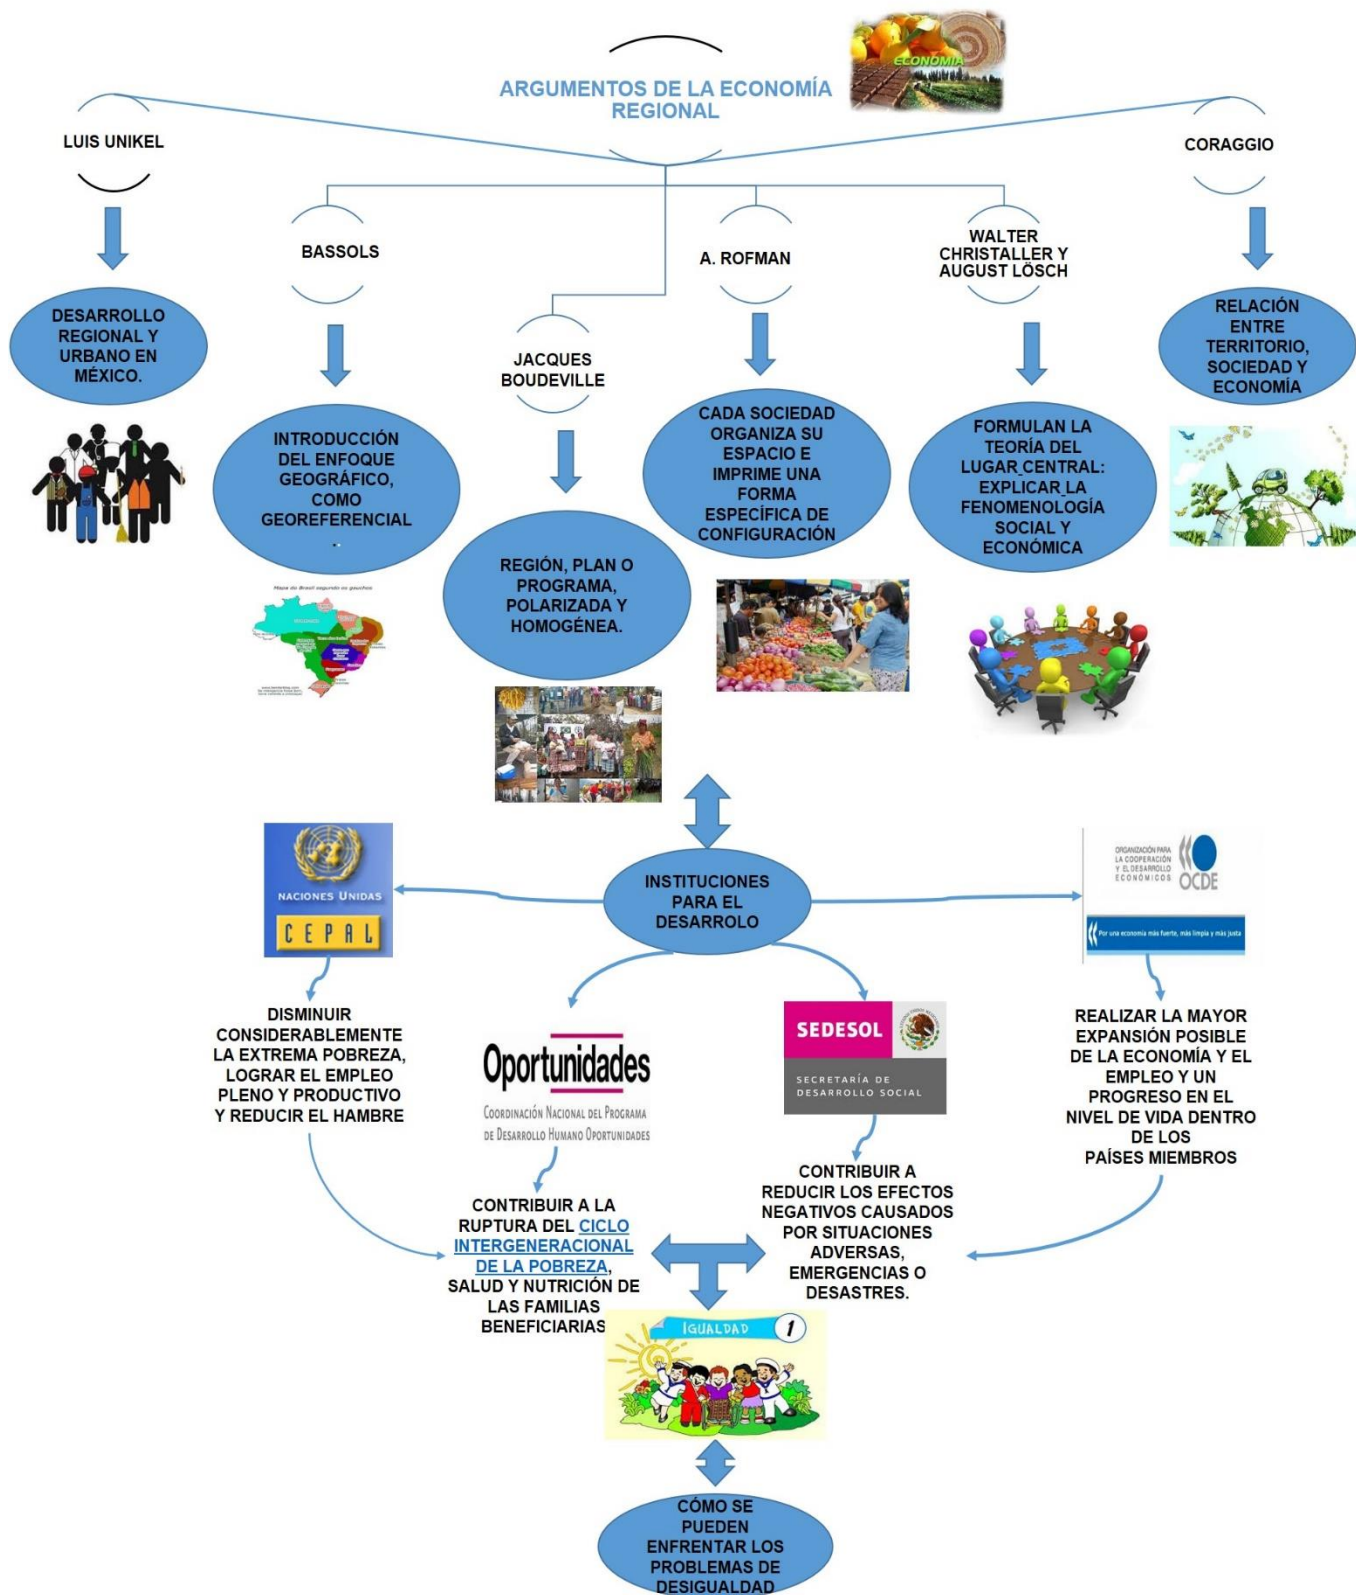 ARGUMENTOS DE LA ECONOMÍA
REGIONAL
ECONOMIA
LUIS UNIKEL
CORAGGIO
BASSOLS
A. ROFMAN
WALTER
CHRISTALLER Y
AUGUST LÖSCH
JACQUES
BOUDEVILLE
DESARROLLO
REGIONAL Y
URBANO EN
MÉXICO.
RELACIÓN
ENTRE
TERRITORIO,
SOCIEDAD Y
ECONOMÍA
INTRODUCCIÓN
DEL ENFOQUE
GEOGRÁFICO,
COMO
GEOREFERENCIAL
.
CADA SOCIEDAD
ORGANIZA SU
ESPACIO E
IMPRIME UNA
FORMA
ESPECÍFICA DE
CONFIGURACIÓN
FORMULAN LA
TEORÍA DEL
LUGAR CENTRAL:
EXPLICAR LA
FENOMENOLOGÍA
SOCIAL Y
ECONÓMICA
REGIÓN, PLAN O
PROGRAMA,
POLARIZADA Y
HOMOGÉNEA.
Mapa do Brasil segundo os gaúchos
INSTITUCIONES
PARA EL
DESARROLO
NACIONES UNIDAS
CEPAL
ORGANIZACIÓN PARA
LA COOPERACIÓN
Y EL DESARROLLO
ECONÓMICOS
OCDE
Por una economía más fuerte, más limpia y más justa
DISMINUIR
CONSIDERABLEMENTE
LA EXTREMA POBREZA,
LOGRAR EL EMPLEO
PLENO Y PRODUCTIVO
Y REDUCIR EL HAMBRE
Oportunidades
COORDINACIÓN NACIONAL DEL PROGRAMA
DE DESARROLLO HUMANO OPORTUNIDADES
SEDESOL
SECRETARÍA DE
DESARROLLO SOCIAL
REALIZAR LA MAYOR
EXPANSIÓN POSIBLE
DE LA ECONOMÍA Y EL
EMPLEO Y UN
PROGRESO EN EL
NIVEL DE VIDA DENTRO
DE LOS
PAÍSES MIEMBROS
CONTRIBUIR A LA
RUPTURA DEL CICLO
INTERGENERACIONAL
DE LA POBREZA,
SALUD Y NUTRICIÓN DE
LAS FAMILIAS
BENEFICIARIAS
CONTRIBUIR A
REDUCIR LOS EFECTOS
NEGATIVOS CAUSADOS
POR SITUACIONES
ADVERSAS,
EMERGENCIAS O
DESASTRES.
IGUALDAD 1
CÓMO SE
PUEDEN
ENFRENTAR LOS
PROBLEMAS DE
DESIGUALDAD